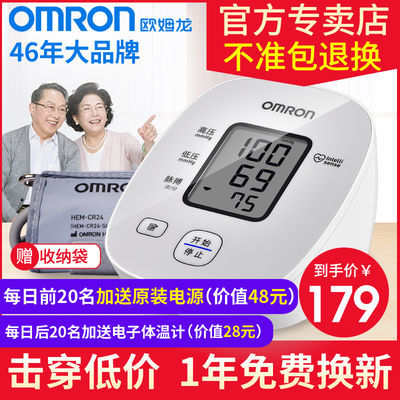 OMRON 欧姆龙
官方专卖店
46年大品牌
不准包退换
OMRON
高压
mmHg
100
低压
mmHg
69
脉搏
次/分
75
Intelli
sense
开始
停止
OMRON
HEM-CR24
OMRON H
赠 收纳袋
到手价￥
179
每日前20名加送原装电源(价值48元)
每日后20名加送电子体温计(价值28元)
击穿低价 1年免费换新